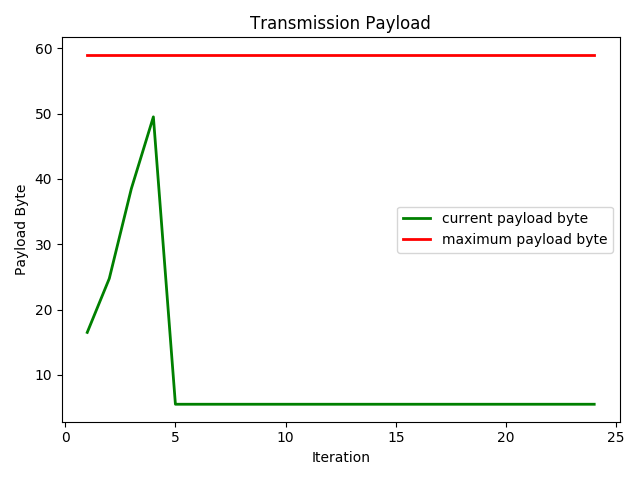 Transmission Payload
60
50
40
30
20
10
Payload Byte
current payload byte
maximum payload byte
0 5 10 15 20 25
Iteration